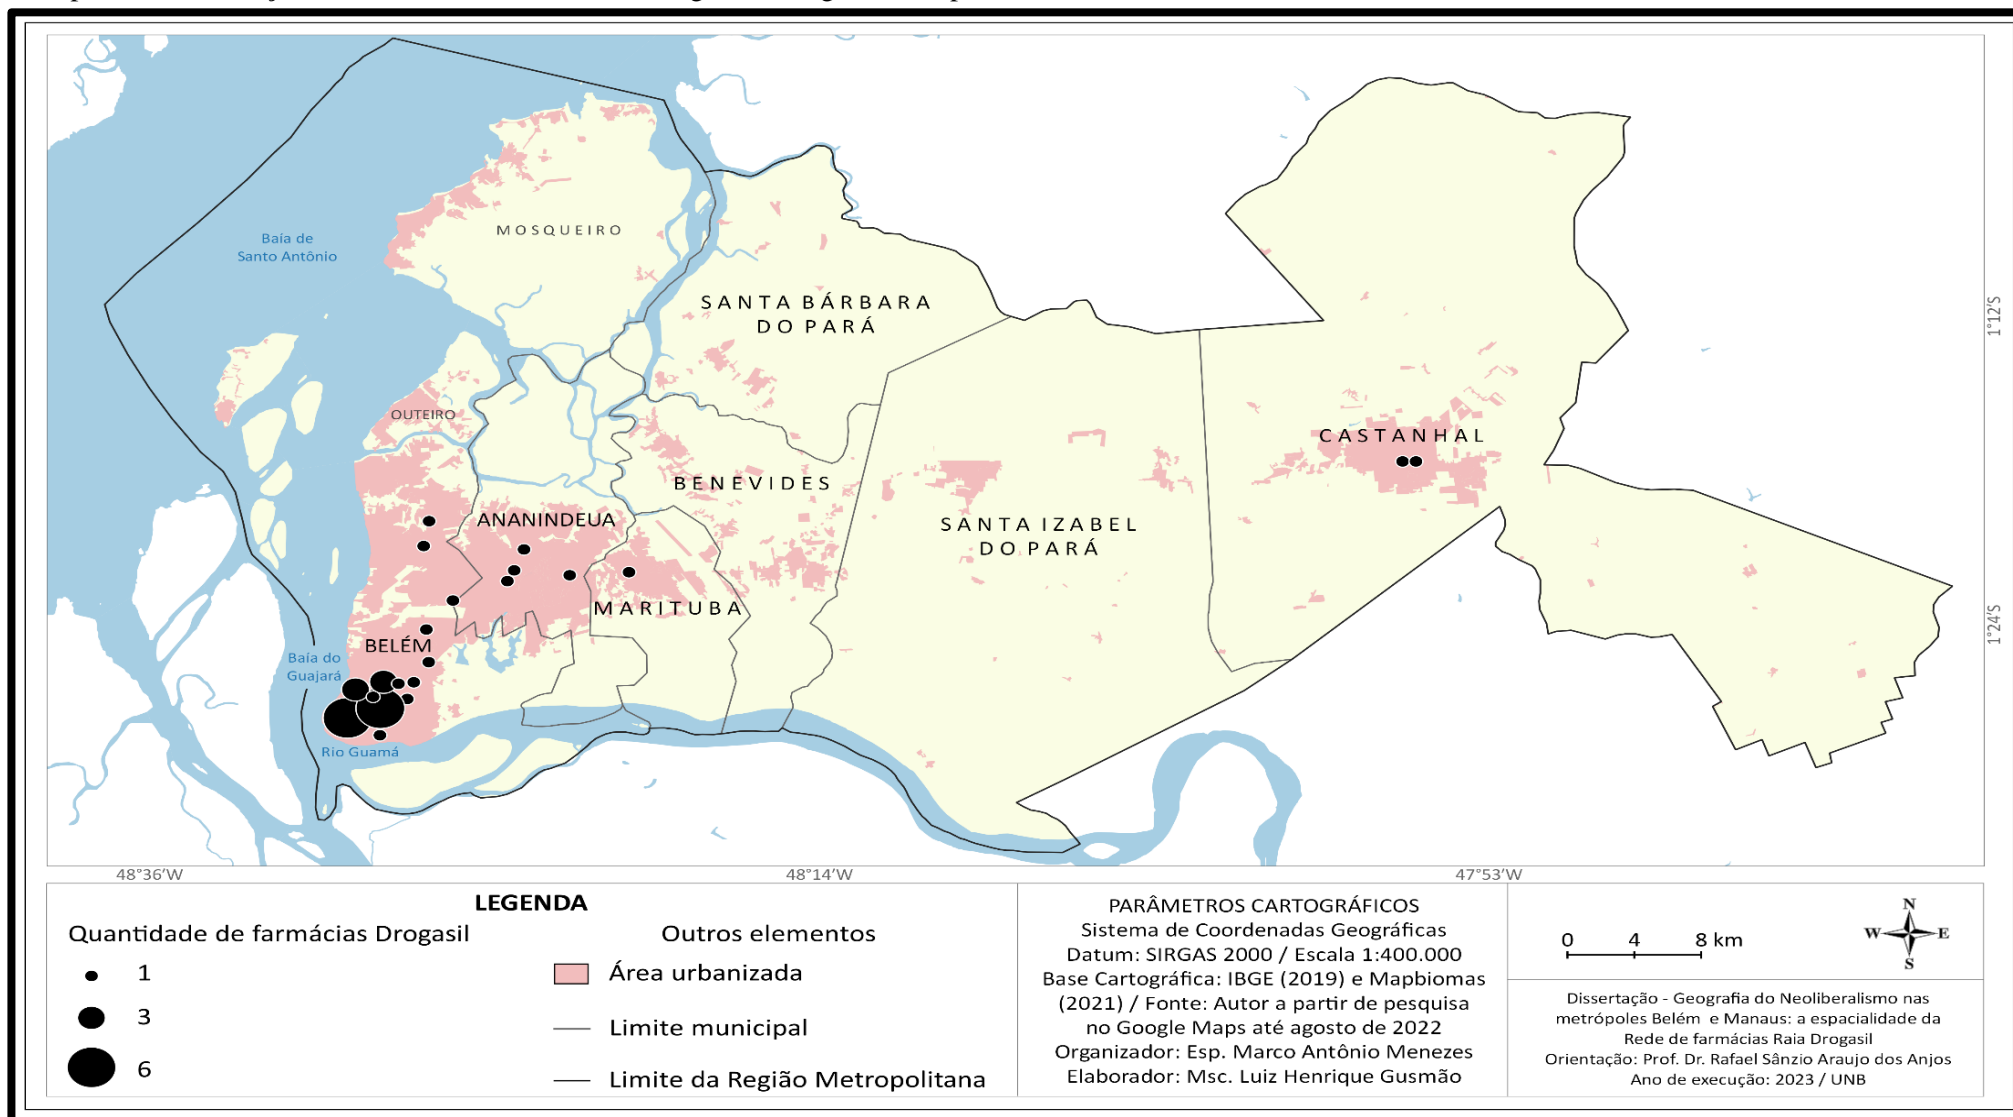 Baía de
Santo Antônio
MOSQUEIRO
SANTA BÁRBARA
DO PARÁ
OUTEIRO
CASTANHAL
BENEVIDES
ANANINDEUA
SANTA IZABEL
DO PARÁ
MARITUBA
BELÉM
Baía do
Guajará
Rio Guamá
1°12'S
1°24'S
48°36'W
48°14'W
47°53'W
LEGENDA
Quantidade de farmácias Drogasil
1
3
6
Outros elementos
Área urbanizada
Limite municipal
Limite da Região Metropolitana
PARÂMETROS CARTOGRÁFICOS
Sistema de Coordenadas Geográficas
Datum: SIRGAS 2000 / Escala 1:400.000
Base Cartográfica: IBGE (2019) e Mapbiomas
(2021) / Fonte: Autor a partir de pesquisa
no Google Maps até agosto de 2022
Organizador: Esp. Marco Antônio Menezes
Elaborador: Msc. Luiz Henrique Gusmão
0 4 8 km
N
W E
S
Dissertação - Geografia do Neoliberalismo nas
metrópoles Belém e Manaus: a espacialidade da
Rede de farmácias Raia Drogasil
Orientação: Prof. Dr. Rafael Sânzio Araujo dos Anjos
Ano de execução: 2023 / UNB